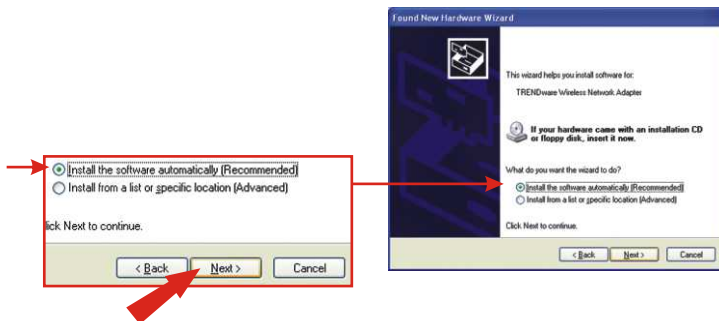 Found New Hardware Wizard
This wizard helps you install software for:
TRENDware Wireless Network Adapter
If your hardware came with an installation CD
or floppy disk, insert it now.
What do you want the wizard to do?
Install the software automatically (Recommended)
Install from a list or specific location (Advanced)
Click Next to continue.
< Back
Next >
Cancel
Install the software automatically (Recommended)
Install from a list or specific location (Advanced)
lick Next to continue.
< Back
Next >
Cancel